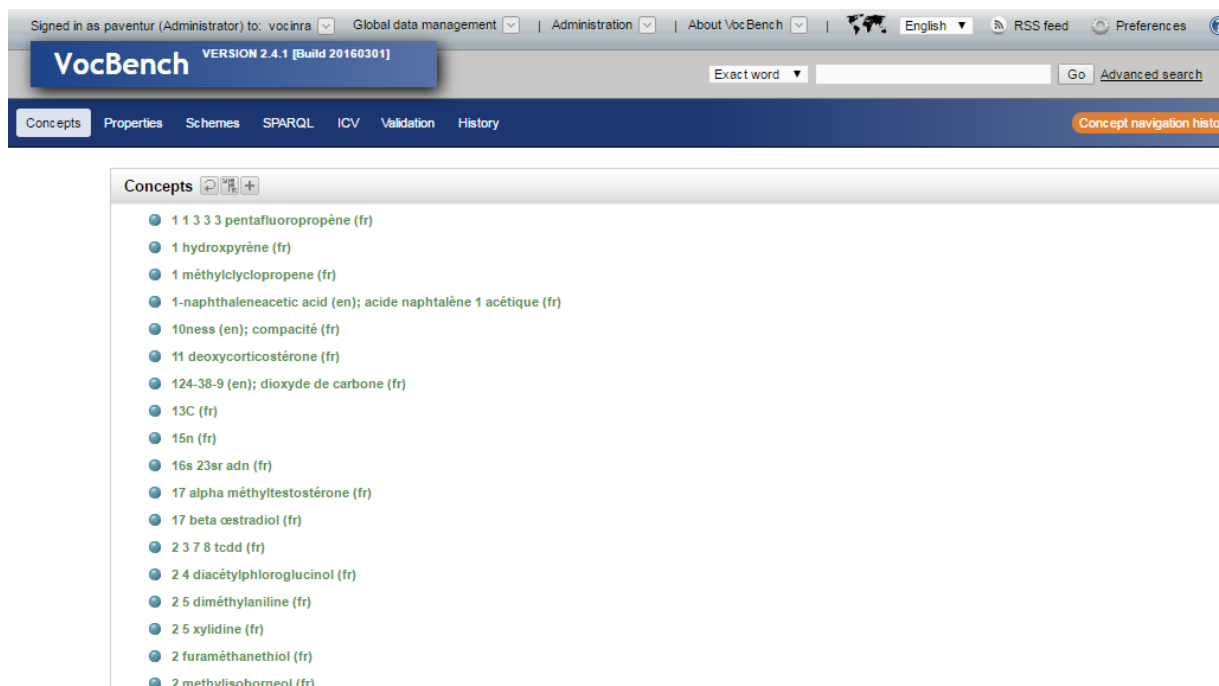 Signed in as paventur (Administrator) to: vocinra Global data management | Administration | About VocBench | English ▼ RSS feed Preferences
VocBench VERSION 2.4.1 [Build 20160301]
Exact word ▼ Go Advanced search
Concepts Properties Schemes SPARQL ICV Validation History Concept navigation histo
Concepts
1 1 3 3 3 pentafluoropropène (fr)
1 hydroxpyrène (fr)
1 méthylclyclopropene (fr)
1-naphthaleneacetic acid (en); acide naphtalène 1 acétique (fr)
10ness (en); compacité (fr)
11 deoxycorticostérone (fr)
124-38-9 (en); dioxyde de carbone (fr)
13C (fr)
15n (fr)
16s 23sr adn (fr)
17 alpha méthyltestostérone (fr)
17 beta œstradiol (fr)
2 3 7 8 tcdd (fr)
2 4 diacétylphloroglucinol (fr)
2 5 diméthylaniline (fr)
2 5 xylidine (fr)
2 furaméthanethiol (fr)
2 methylisoborneol (fr)